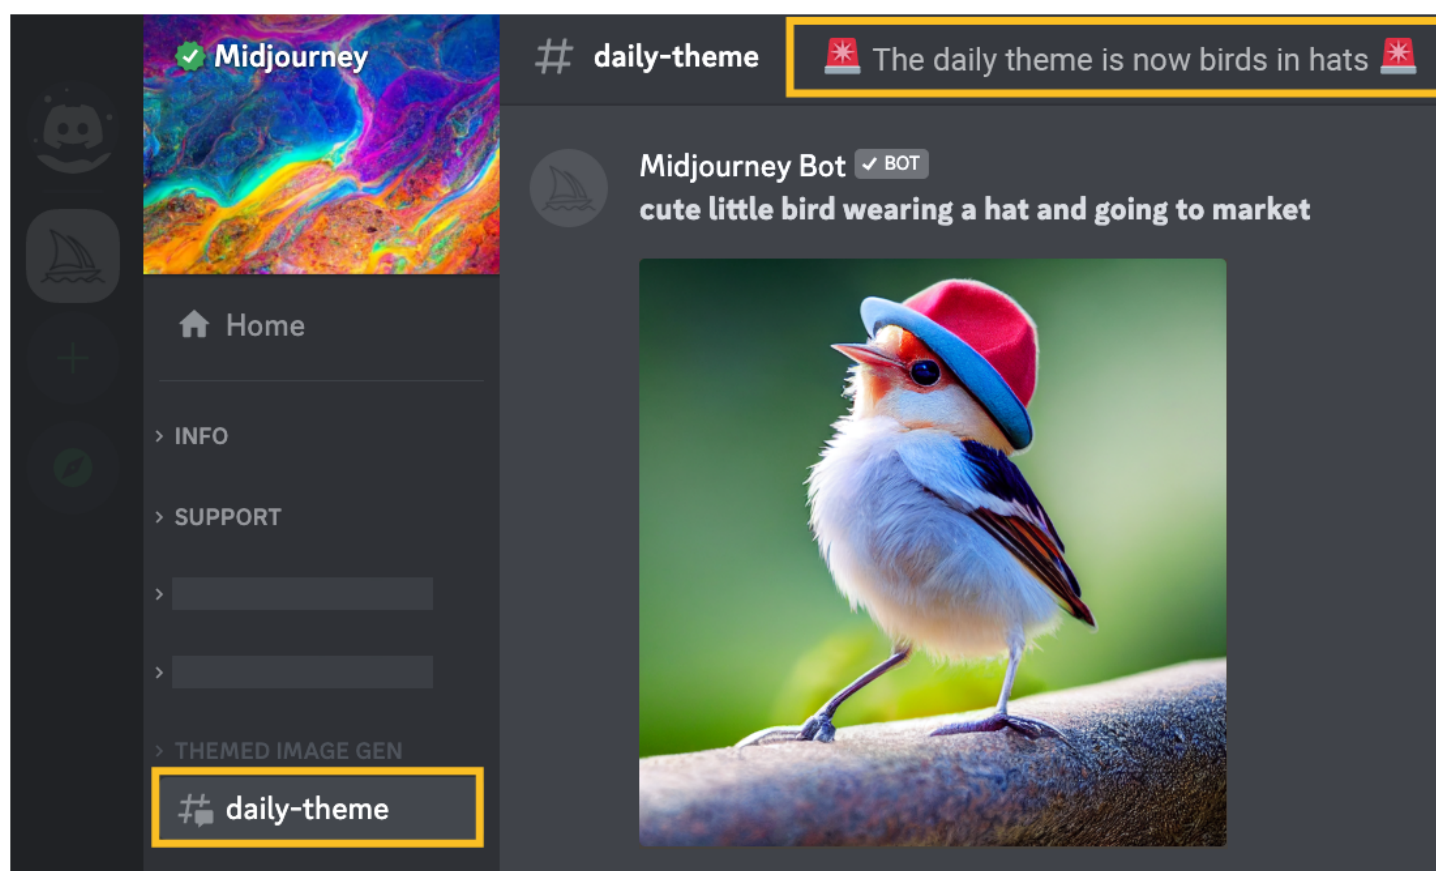 Midjourney
daily-theme
The daily theme is now birds in hats
Midjourney Bot BOT
cute little bird wearing a hat and going to market
Home
INFO
SUPPORT
THEMED IMAGE GEN
daily-theme